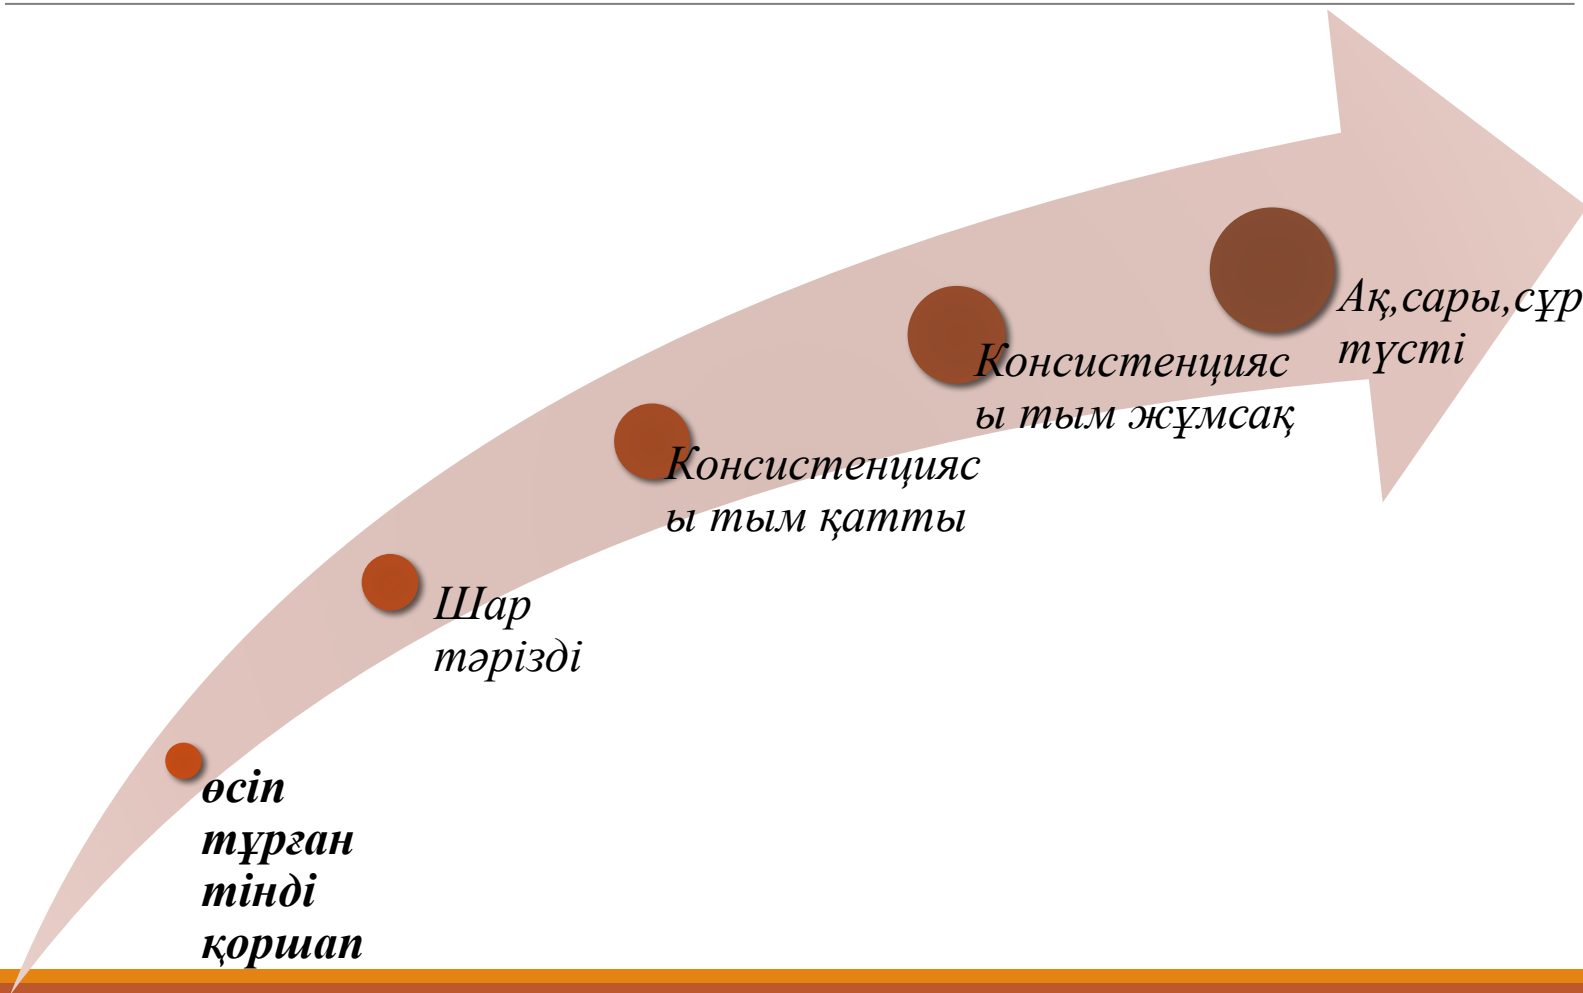 өсіп
тұрған
тінді
қоршап
Шар
тәрізді
Консистенцияс
ы тым қатты
Консистенцияс
ы тым жұмсақ
Ақ,сары,сұр
түсті